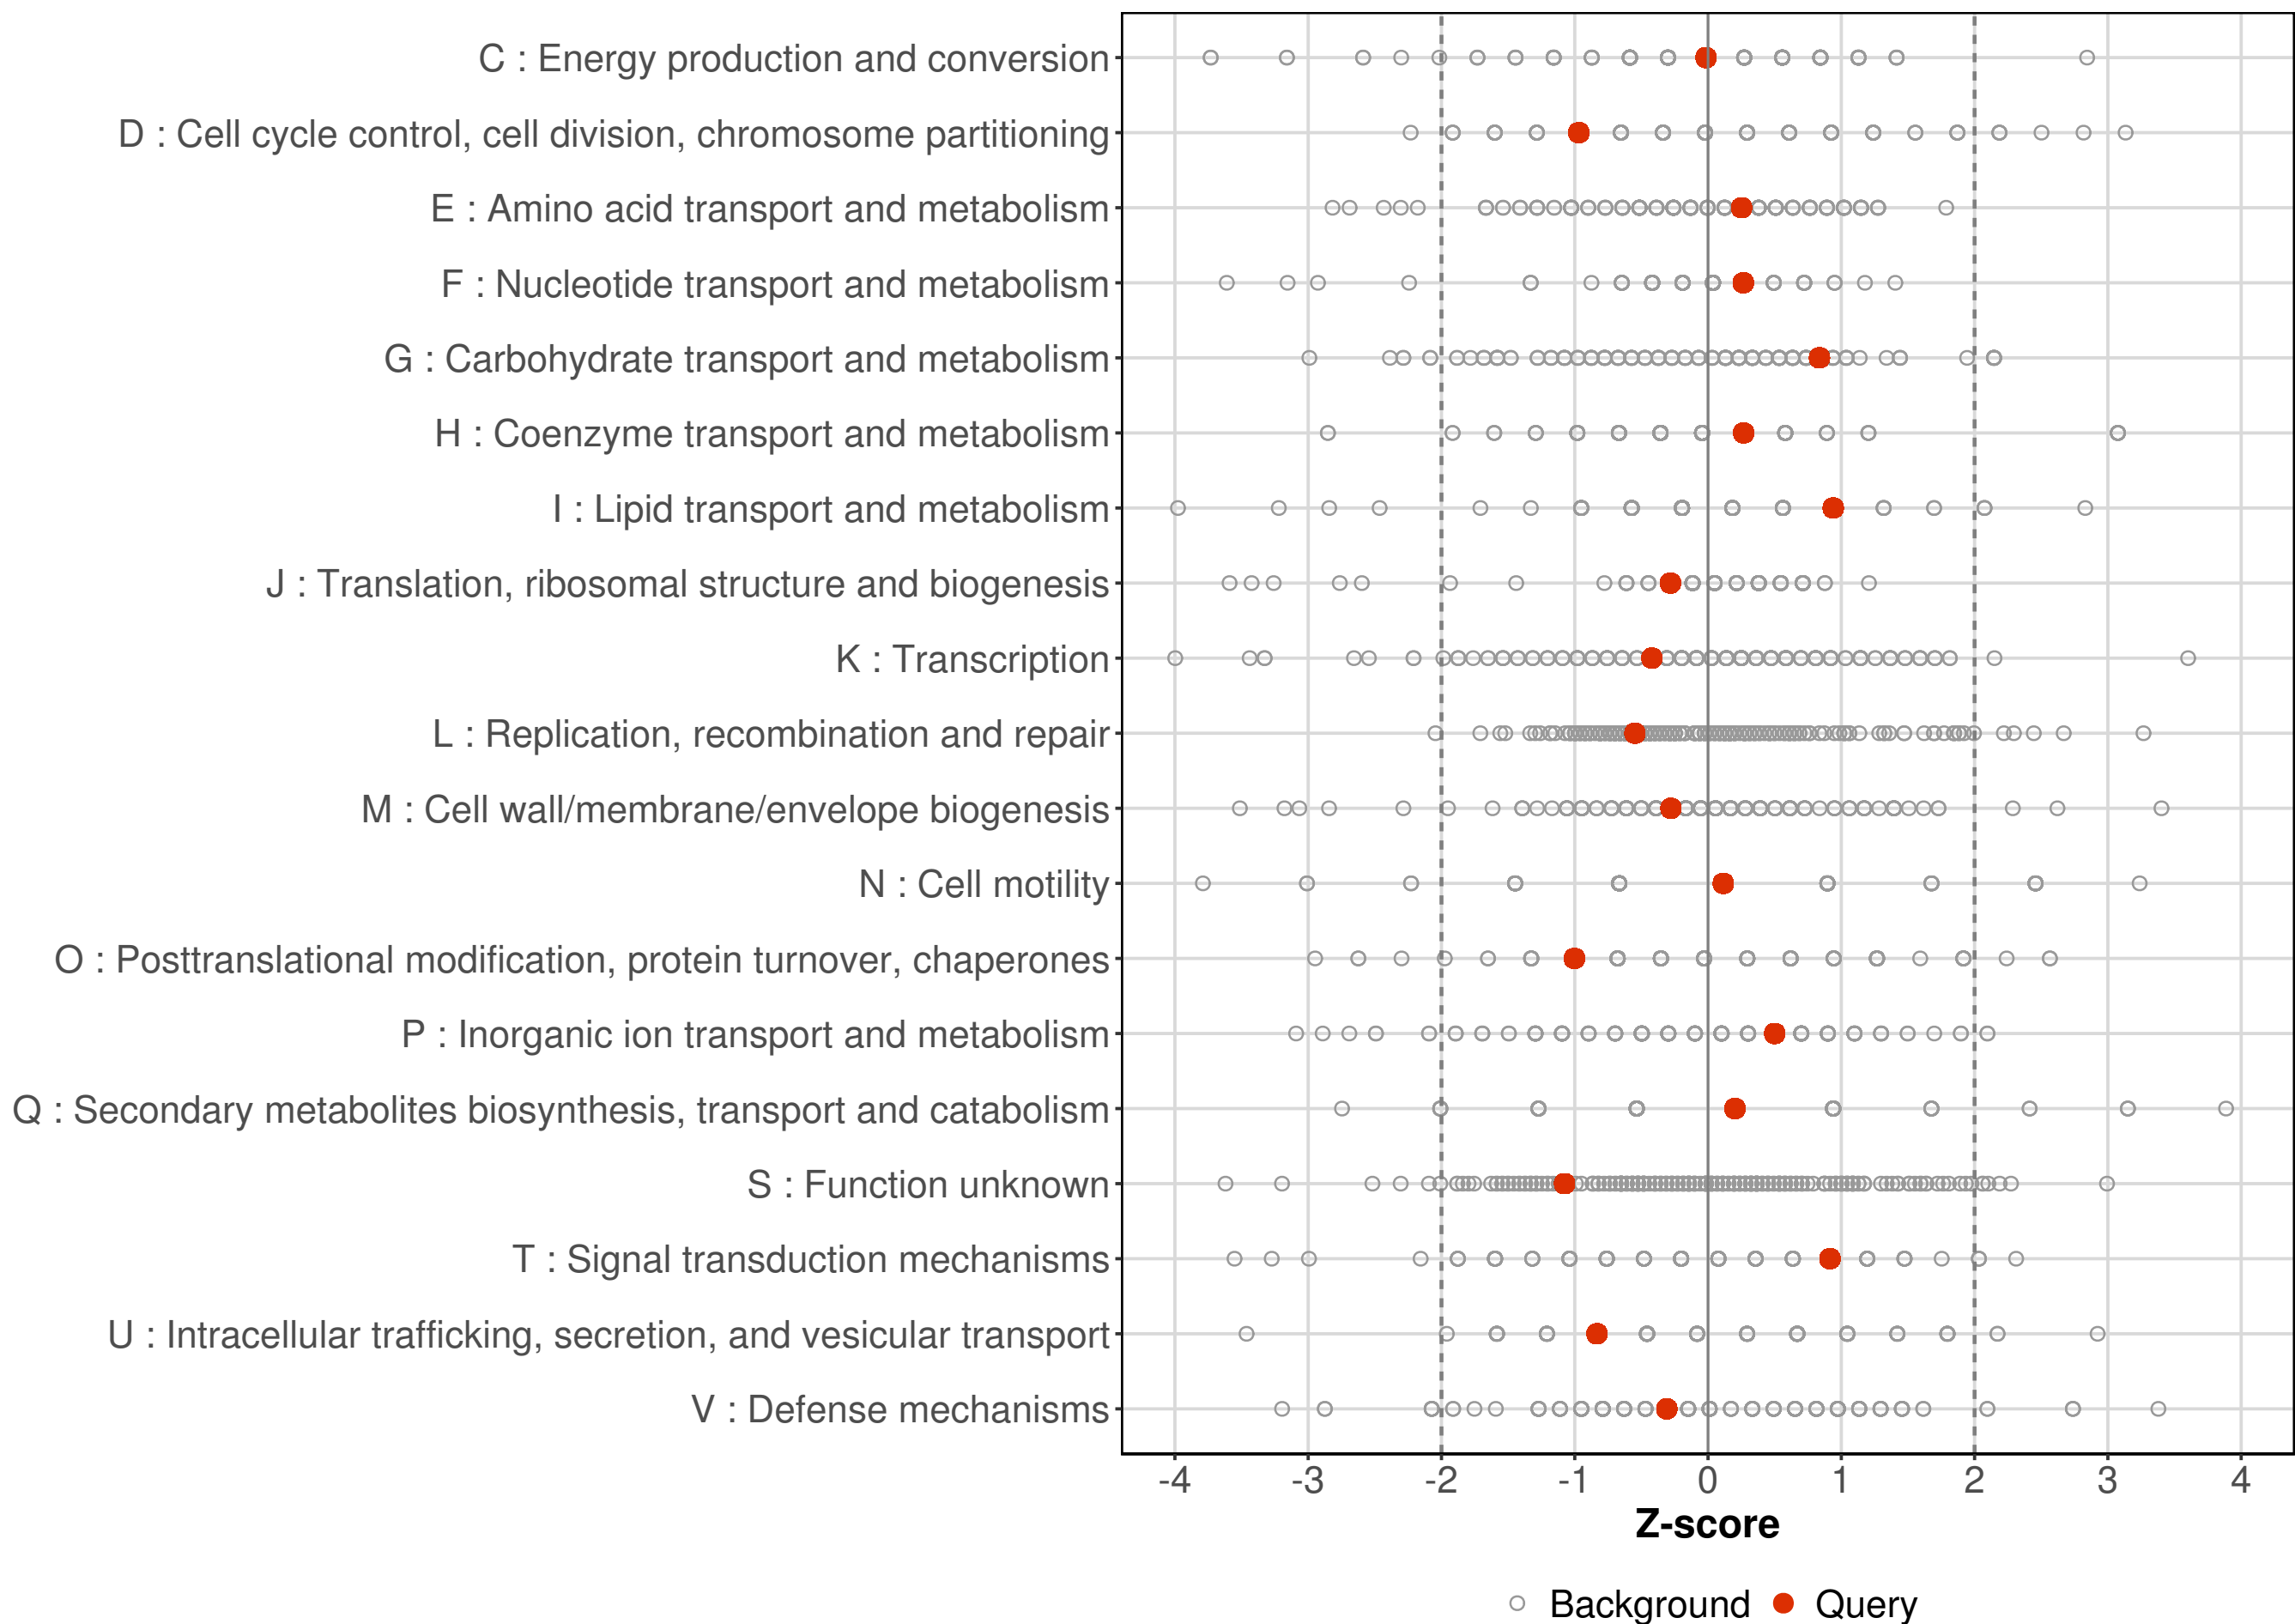 C : Energy production and conversion
D : Cell cycle control, cell division, chromosome partitioning
E : Amino acid transport and metabolism
F : Nucleotide transport and metabolism
G : Carbohydrate transport and metabolism
H : Coenzyme transport and metabolism
I : Lipid transport and metabolism
J : Translation, ribosomal structure and biogenesis
K : Transcription
L : Replication, recombination and repair
M : Cell wall/membrane/envelope biogenesis
N : Cell motility
O : Posttranslational modification, protein turnover, chaperones
P : Inorganic ion transport and metabolism
Q : Secondary metabolites biosynthesis, transport and catabolism
S : Function unknown
T : Signal transduction mechanisms
U : Intracellular trafficking, secretion, and vesicular transport
V : Defense mechanisms
-4 -3 -2 -1 0 1 2 3 4
Z-score
Background Query